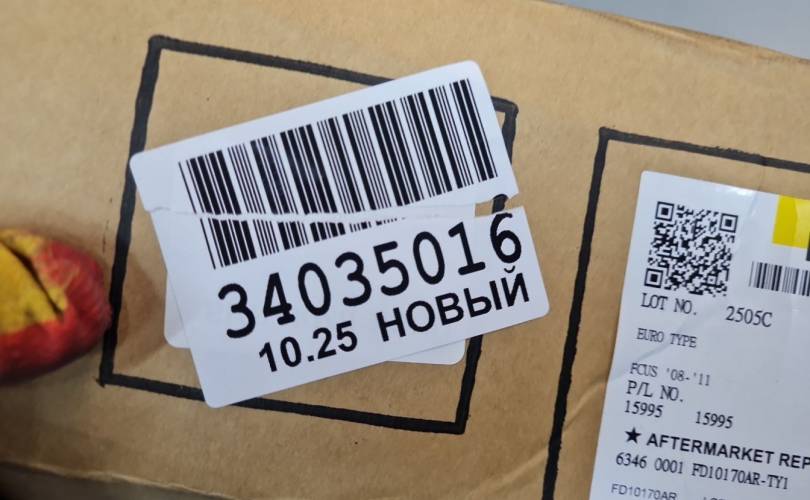 34035016
10.25 НОВЫЙ
LOT NO. 2505C
EURO TYPE
FCUS '08-'11
P/L NO.
15995 15995
★ AFTERMARKET REP
6346 0001 FD10170AR-TY1
FD10170AR